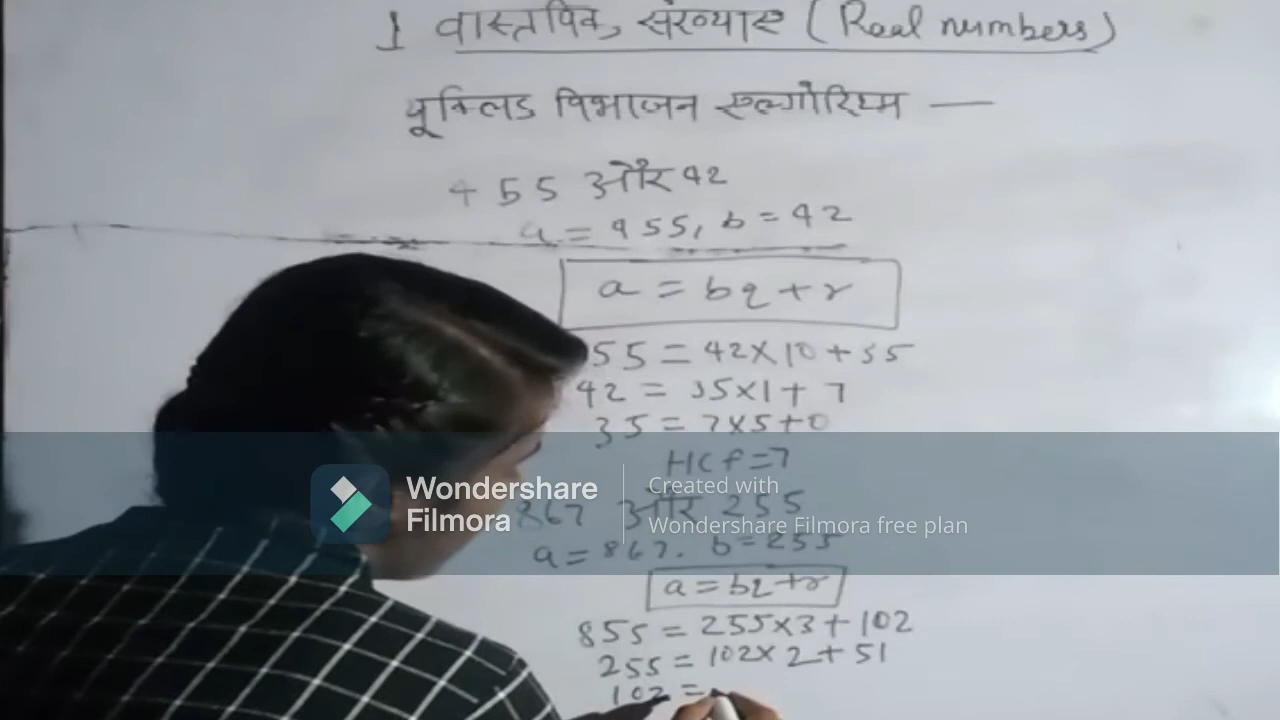 1 वास्तविक संख्याए (Real numbers)
यूक्लिड विभाजन एल्गोरिथ्म —
455 और 42
a = 455, b = 42
a = bq + r
55 = 42×10 + 35
42 = 35×1 + 7
35 = 7×5+0
HCf = 7
867 और 255
a = 867. b = 255
a = bq + r
855 = 255×3 + 102
255 = 102×2 + 51
102 =
Wondershare
Filmora
Created with
Wondershare Filmora free plan